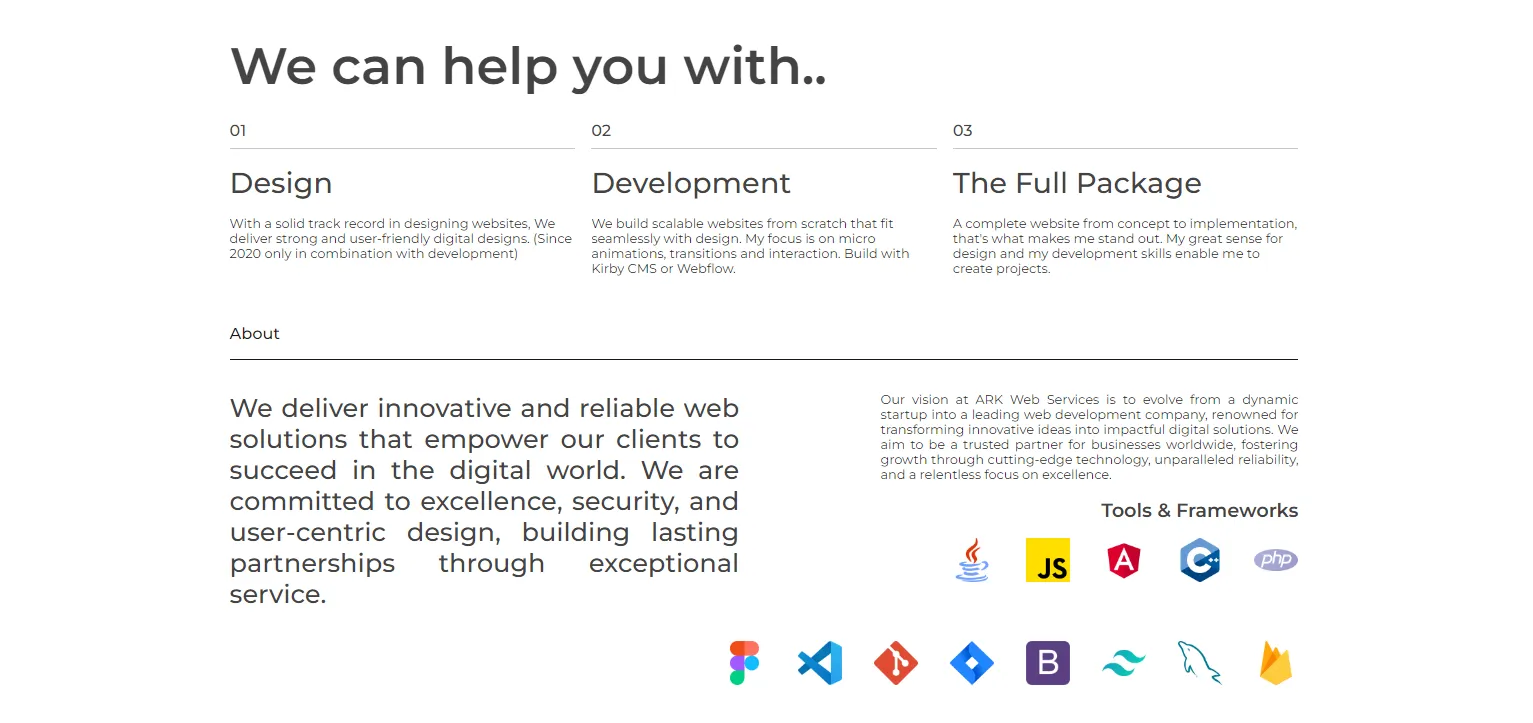 We can help you with..
01
Design
With a solid track record in designing websites, We
deliver strong and user-friendly digital designs. (Since
2020 only in combination with development)
02
Development
We build scalable websites from scratch that fit
seamlessly with design. My focus is on micro
animations, transitions and interaction. Build with
Kirby CMS or Webflow.
03
The Full Package
A complete website from concept to implementation,
that's what makes me stand out. My great sense for
design and my development skills enable me to
create projects.
About
We deliver innovative and reliable web
solutions that empower our clients to
succeed in the digital world. We are
committed to excellence, security, and
user-centric design, building lasting
partnerships through exceptional
service.
Our vision at ARK Web Services is to evolve from a dynamic
startup into a leading web development company, renowned for
transforming innovative ideas into impactful digital solutions. We
aim to be a trusted partner for businesses worldwide, fostering
growth through cutting-edge technology, unparalleled reliability,
and a relentless focus on excellence.
Tools & Frameworks
JS
A
C++
php
B